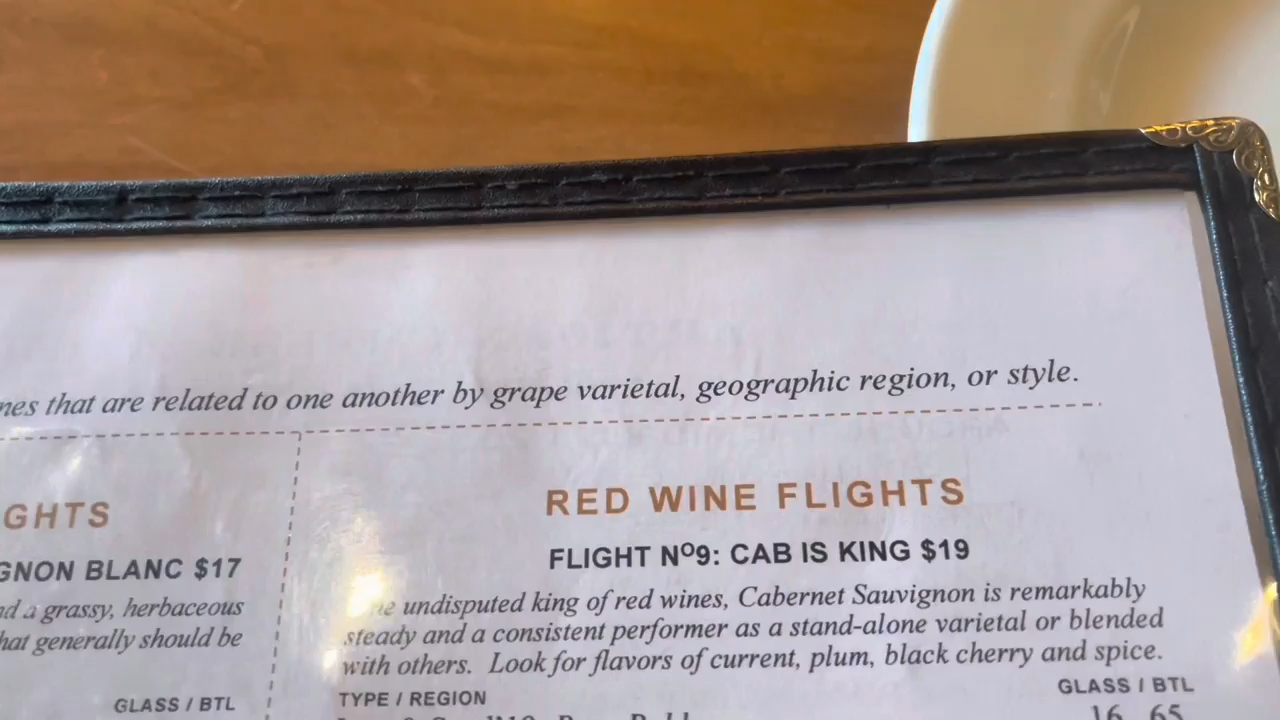 that are related to one another by grape varietal, geographic region, or style.
GHTS
GNON BLANC $17
a grassy, herbaceous
that generally should be
GLASS / BTL
RED WINE FLIGHTS
FLIGHT Nº9: CAB IS KING $19
undisputed king of red wines, Cabernet Sauvignon is remarkably
steady and a consistent performer as a stand-alone varietal or blended
with others. Look for flavors of current, plum, black cherry and spice.
TYPE / REGION GLASS / BTL
16 65